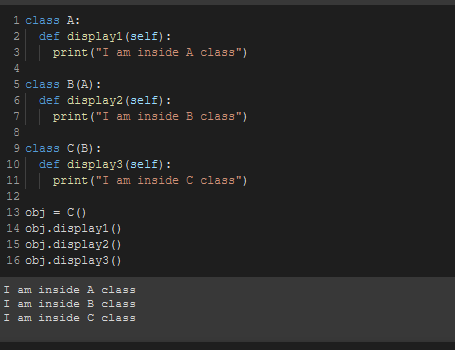 1 class A:
2   def display1(self):
3     print("I am inside A class")
4
5 class B(A):
6   def display2(self):
7     print("I am inside B class")
8
9 class C(B):
10   def display3(self):
11     print("I am inside C class")
12
13 obj = C()
14 obj.display1()
15 obj.display2()
16 obj.display3()
I am inside A class
I am inside B class
I am inside C class